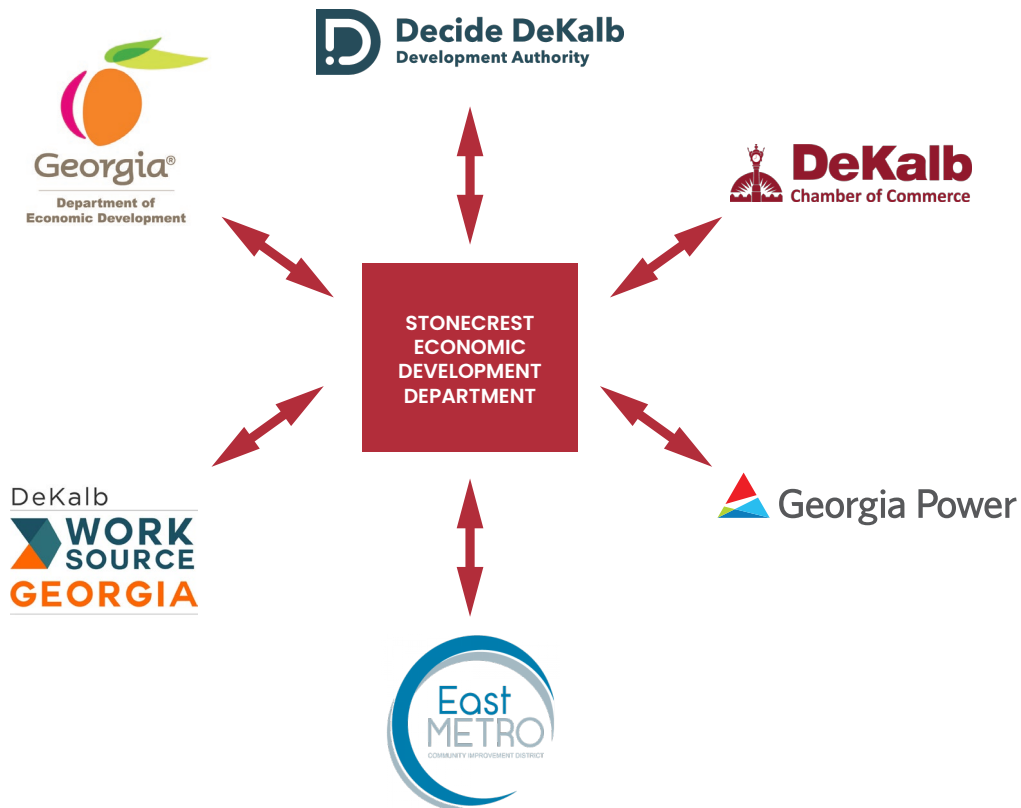 Decide DeKalb
Development Authority
Georgia®
Department of
Economic Development
DeKalb
Chamber of Commerce
STONECREST
ECONOMIC
DEVELOPMENT
DEPARTMENT
DeKalb
WORK
SOURCE
GEORGIA
Georgia Power
East
METRO
COMMUNITY IMPROVEMENT DISTRICT